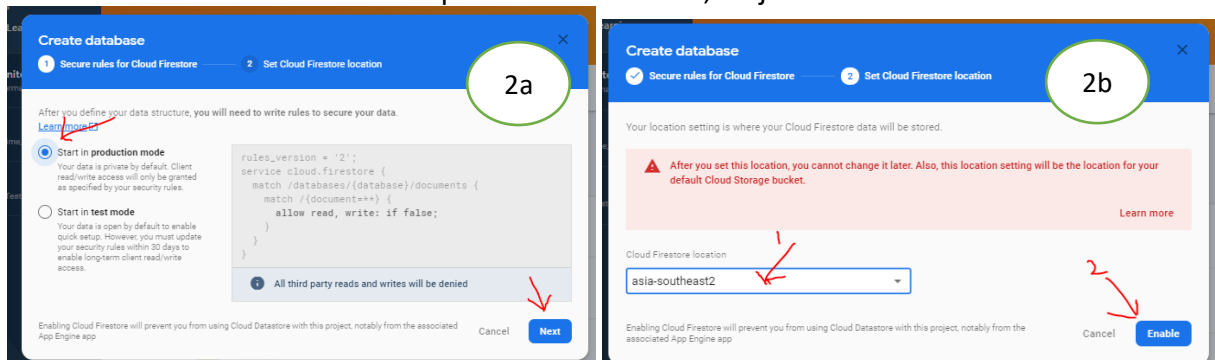 Create database
1 Secure rules for Cloud Firestore 2 Set Cloud Firestore location
2a
After you define your data structure, you will need to write rules to secure your data.
Learn more
Start in production mode
Your data is private by default. Client
read/write access will only be granted
as specified by your security rules.
Start in test mode
Your data is open by default to enable
quick setup. However, you must update
your security rules within 30 days to
enable long-term client read/write
access.
rules_version = '2';
service cloud.firestore {
match /databases/{database}/documents {
match /{document=**} {
allow read, write: if false;
}
}
}
All third party reads and writes will be denied
Enabling Cloud Firestore will prevent you from using Cloud Datastore with this project, notably from the associated
App Engine app
Cancel Next
Create database
Secure rules for Cloud Firestore 2 Set Cloud Firestore location
2b
Your location setting is where your Cloud Firestore data will be stored.
After you set this location, you cannot change it later. Also, this location setting will be the location for your
default Cloud Storage bucket.
Learn more
1
Cloud Firestore location
asia-southeast2
2
Enabling Cloud Firestore will prevent you from using Cloud Datastore with this project, notably from the
associated App Engine app
Cancel Enable